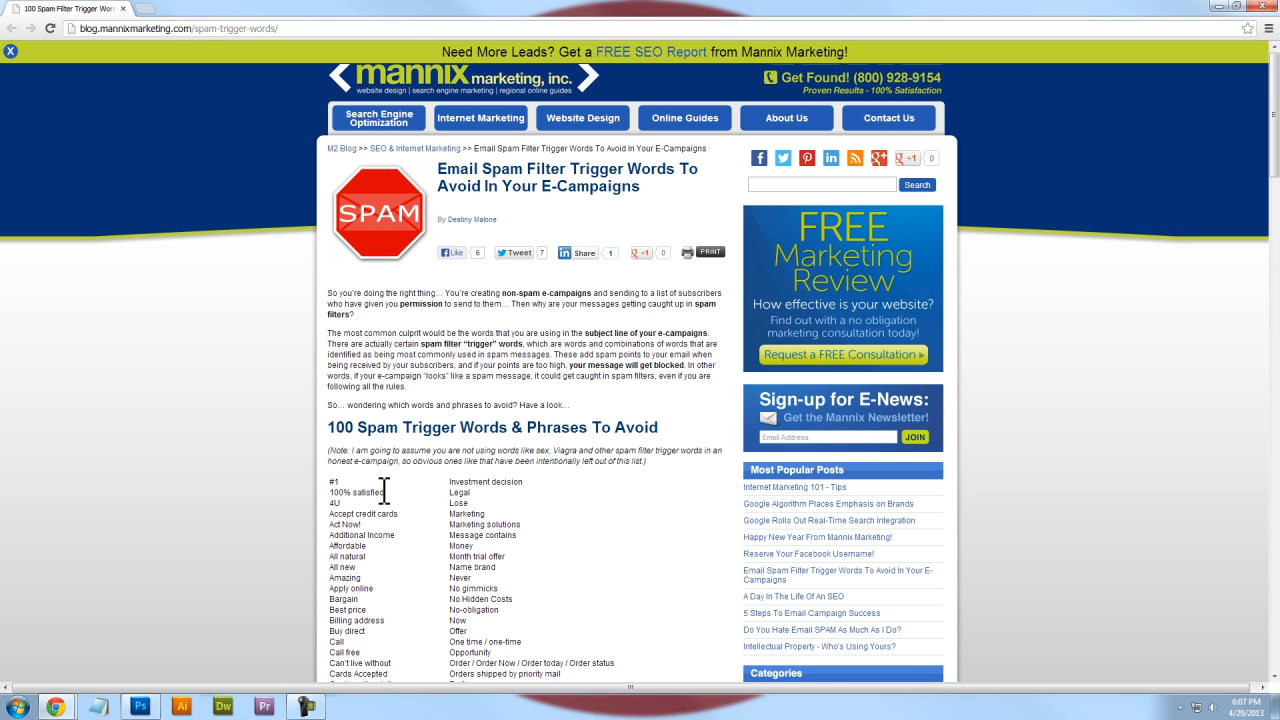 100 Spam Filter Trigger Wor
blog.mannixmarketing.com/spam-trigger-words/
X
Need More Leads? Get a FREE SEO Report from Mannix Marketing!
mannix marketing, inc.
website design | search engine marketing | regional online guides
Get Found! (800) 928-9154
Proven Results - 100% Satisfaction
Search Engine
Optimization
Internet Marketing
Website Design
Online Guides
About Us
Contact Us
M2 Blog >> SEO & Internet Marketing >> Email Spam Filter Trigger Words To Avoid In Your E-Campaigns
SPAM
Email Spam Filter Trigger Words To
Avoid In Your E-Campaigns
By Destiny Malone
Like 6 Tweet 7 in Share 1 g +1 0 PRINT
So you're doing the right thing… You're creating non-spam e-campaigns and sending to a list of subscribers
who have given you permission to send to them… Then why are your messages getting caught up in spam
filters?
The most common culprit would be the words that you are using in the subject line of your e-campaigns.
There are actually certain spam filter “trigger” words, which are words and combinations of words that are
identified as being most commonly used in spam messages. These add spam points to your email when
being received by your subscribers, and if your points are too high, your message will get blocked. In other
words, if your e-campaign “looks” like a spam message, it could get caught in spam filters, even if you are
following all the rules.
So… wondering which words and phrases to avoid? Have a look…
100 Spam Trigger Words & Phrases To Avoid
(Note: I am going to assume you are not using words like sex, Viagra and other spam filter trigger words in an
honest e-campaign, so obvious ones like that have been intentionally left out of this list.)
#1
100% satisfied
4U
Accept credit cards
Act Now!
Additional Income
Affordable
All natural
All new
Amazing
Apply online
Bargain
Best price
Billing address
Buy direct
Call
Call free
Can't live without
Cards Accepted
Investment decision
Legal
Lose
Marketing
Marketing solutions
Message contains
Money
Month trial offer
Name brand
Never
No gimmicks
No Hidden Costs
No-obligation
Now
Offer
One time / one-time
Opportunity
Order / Order Now / Order today / Order status
Orders shipped by priority mail
f in g+ g +1 0
Search
FREE
Marketing
Review
How effective is your website?
Find out with a no obligation
marketing consultation today!
Request a FREE Consultation
Sign-up for E-News:
Get the Mannix Newsletter!
Email Address
JOIN
Most Popular Posts
Internet Marketing 101 - Tips
Google Algorithm Places Emphasis on Brands
Google Rolls Out Real-Time Search Integration
Happy New Year From Mannix Marketing!
Reserve Your Facebook Username!
Email Spam Filter Trigger Words To Avoid In Your E-
Campaigns
A Day In The Life Of An SEO
5 Steps To Email Campaign Success
Do You Hate Email SPAM As Much As I Do?
Intellectual Property - Who's Using Yours?
Categories
Ps Ai Dw Pr
6:07 PM
4/29/2013